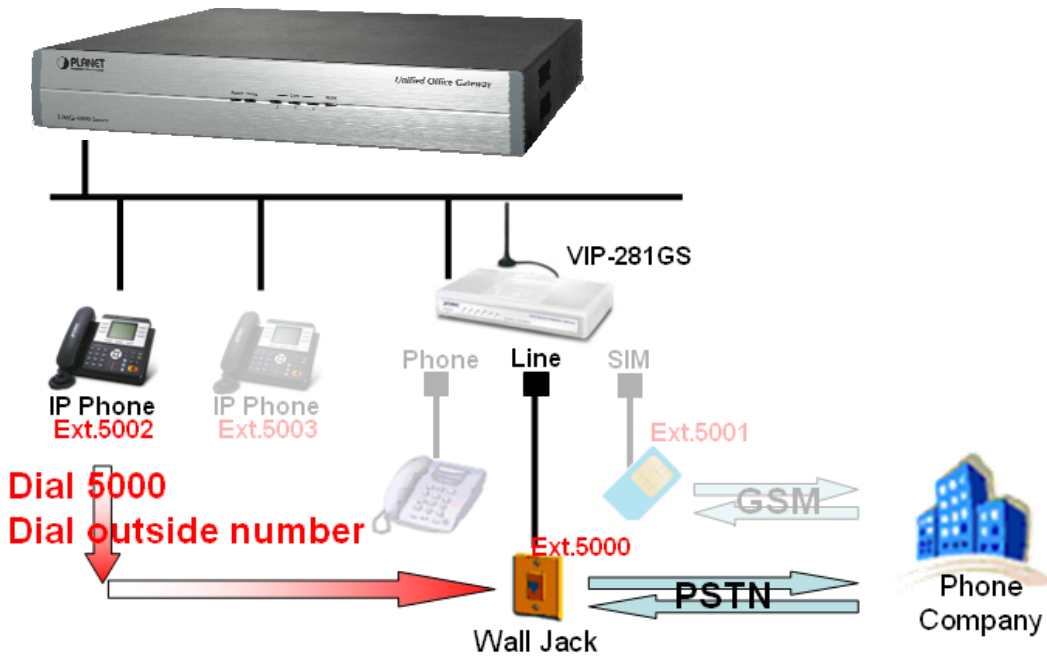 PLANET
Unified Office Gateway
VIP-281GS
Phone
Line
SIM
IP Phone
Ext.5002
IP Phone
Ext.5003
Ext.5001
Dial 5000
Dial outside number
GSM
Ext.5000
PSTN
Wall Jack
Phone
Company